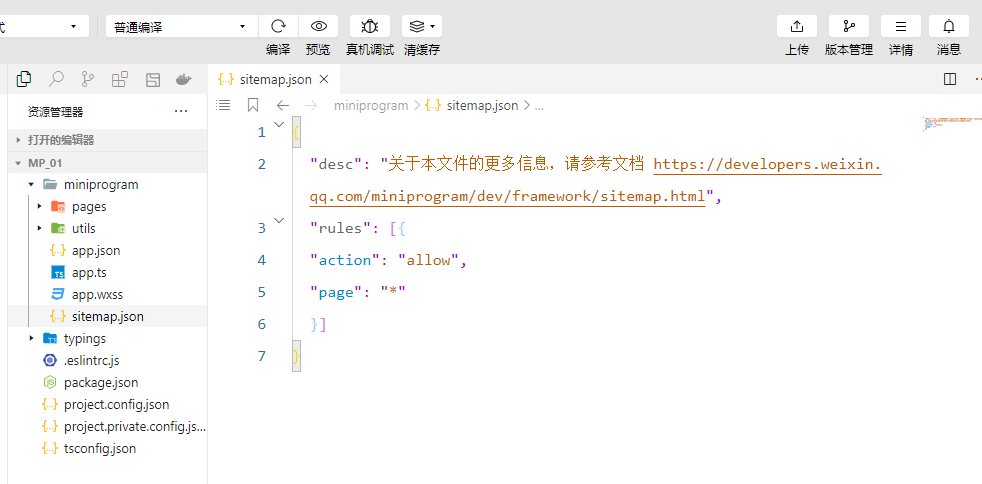 式
普通编译
编译
预览
真机调试
清缓存
上传
版本管理
详情
消息
sitemap.json
资源管理器
miniprogram
sitemap.json
...
打开的编辑器
MP_01
miniprogram
pages
utils
app.json
app.ts
app.wxss
sitemap.json
typings
.eslintrc.js
package.json
project.config.json
project.private.config.js...
tsconfig.json
1 {
2 "desc": "关于本文件的更多信息，请参考文档 https://developers.weixin.
qq.com/miniprogram/dev/framework/sitemap.html",
3 "rules": [{
4 "action": "allow",
5 "page": "*"
6 }]
7 }